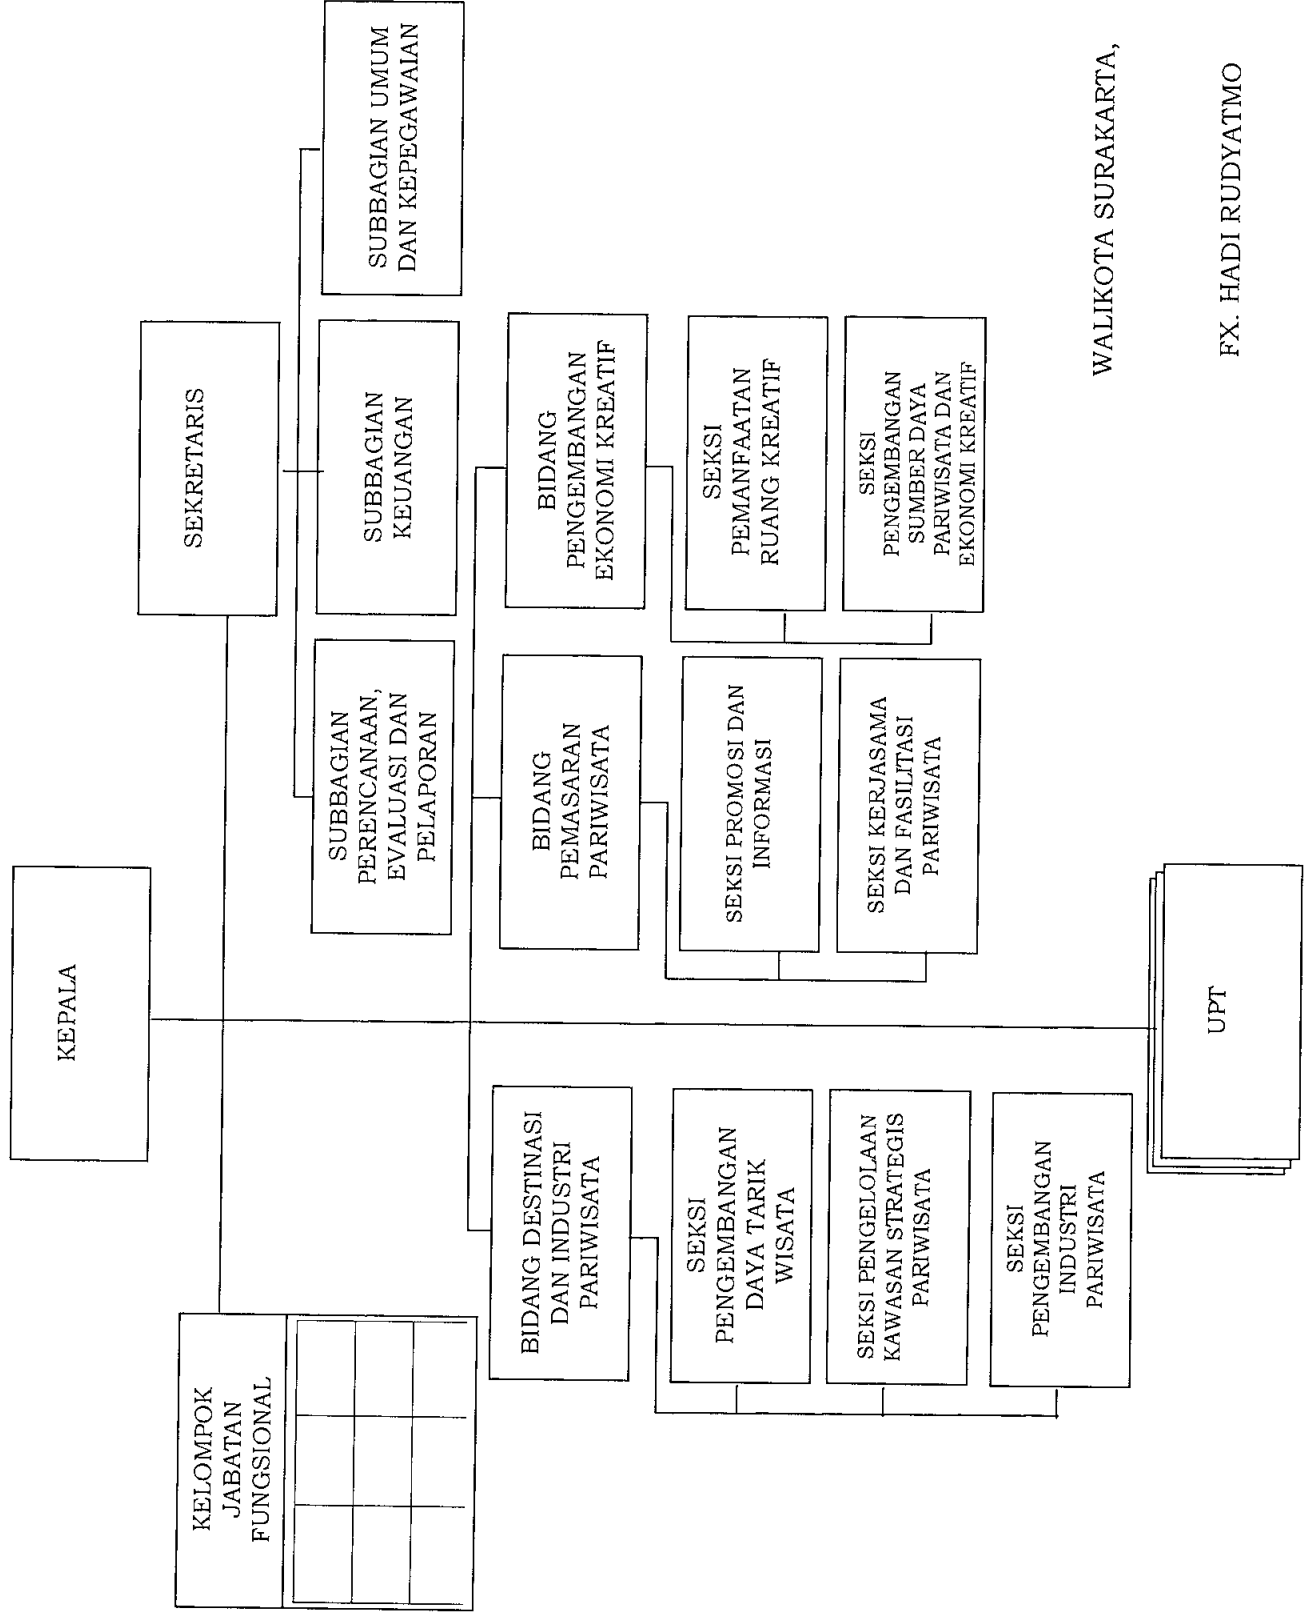 KEPALA
KELOMPOK
JABATAN
FUNGSIONAL
SEKRETARIS
SUBBAGIAN
PERENCANAAN,
EVALUASI DAN
PELAPORAN
SUBBAGIAN
KEUANGAN
SUBBAGIAN UMUM
DAN KEPEGAWAIAN
BIDANG DESTINASI
DAN INDUSTRI
PARIWISATA
BIDANG
PEMASARAN
PARIWISATA
BIDANG
PENGEMBANGAN
EKONOMI KREATIF
SEKSI
PENGEMBANGAN
DAYA TARIK
WISATA
SEKSI PROMOSI DAN
INFORMASI
SEKSI
PEMANFAATAN
RUANG KREATIF
SEKSI PENGELOLAAN
KAWASAN STRATEGIS
PARIWISATA
SEKSI KERJASAMA
DAN FASILITASI
PARIWISATA
SEKSI
PENGEMBANGAN
SUMBER DAYA
PARIWISATA DAN
EKONOMI KREATIF
SEKSI
PENGEMBANGAN
INDUSTRI
PARIWISATA
UPT
WALIKOTA SURAKARTA,
FX. HADI RUDYATMO